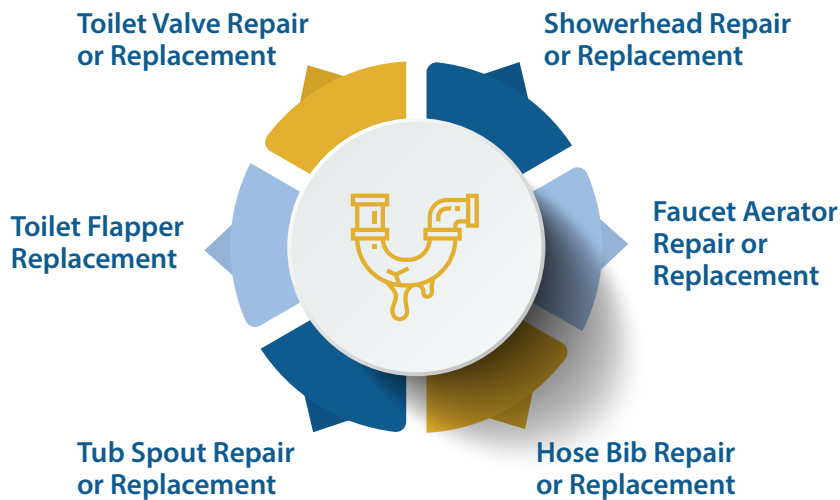 Toilet Valve Repair
or Replacement
Showerhead Repair
or Replacement
Toilet Flapper
Replacement
Faucet Aerator
Repair or
Replacement
Tub Spout Repair
or Replacement
Hose Bib Repair
or Replacement